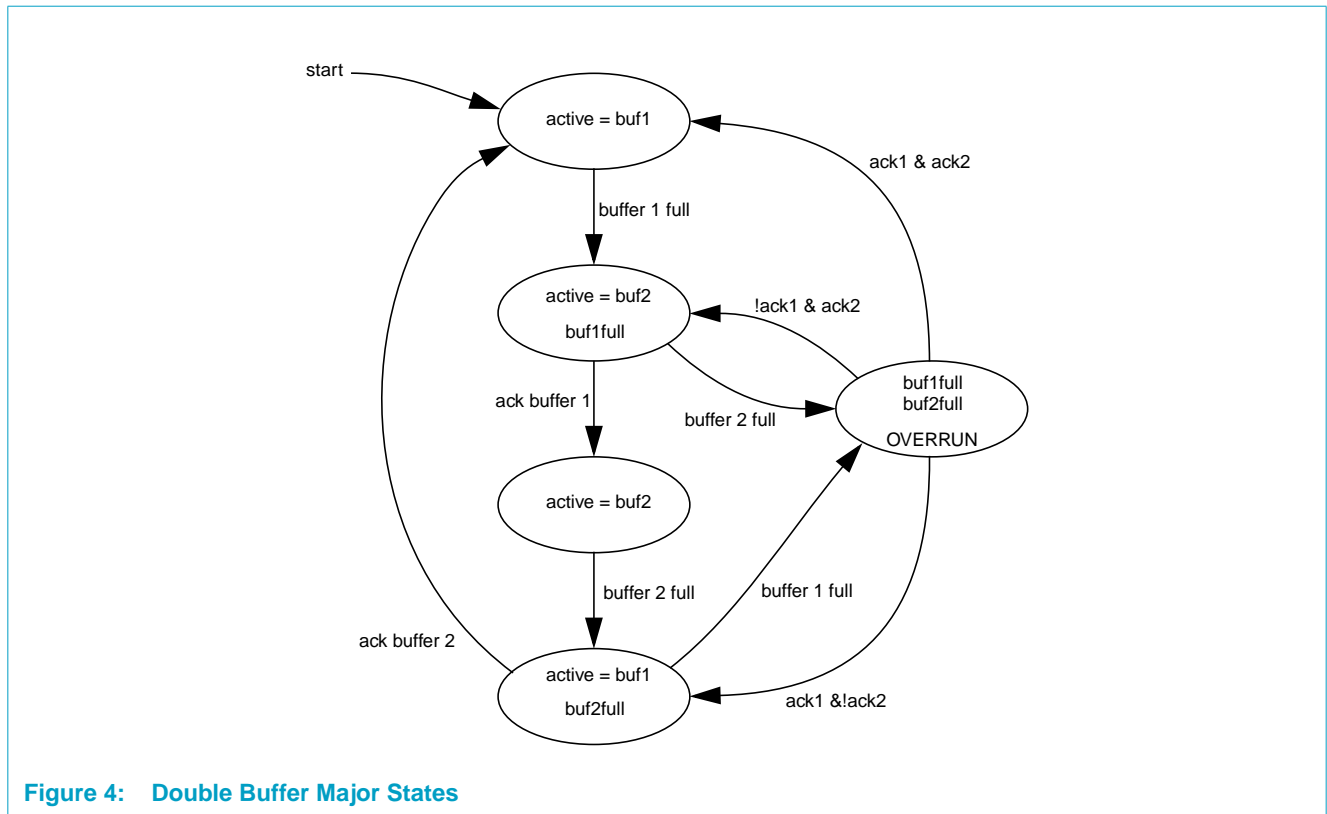 start
active = buf1
ack1 & ack2
buffer 1 full
active = buf2
buf1full
!ack1 & ack2
buf1full
buf2full
OVERRUN
ack buffer 1
buffer 2 full
active = buf2
buffer 2 full
buffer 1 full
ack buffer 2
active = buf1
buf2full
ack1 &!ack2
Figure 4: Double Buffer Major States